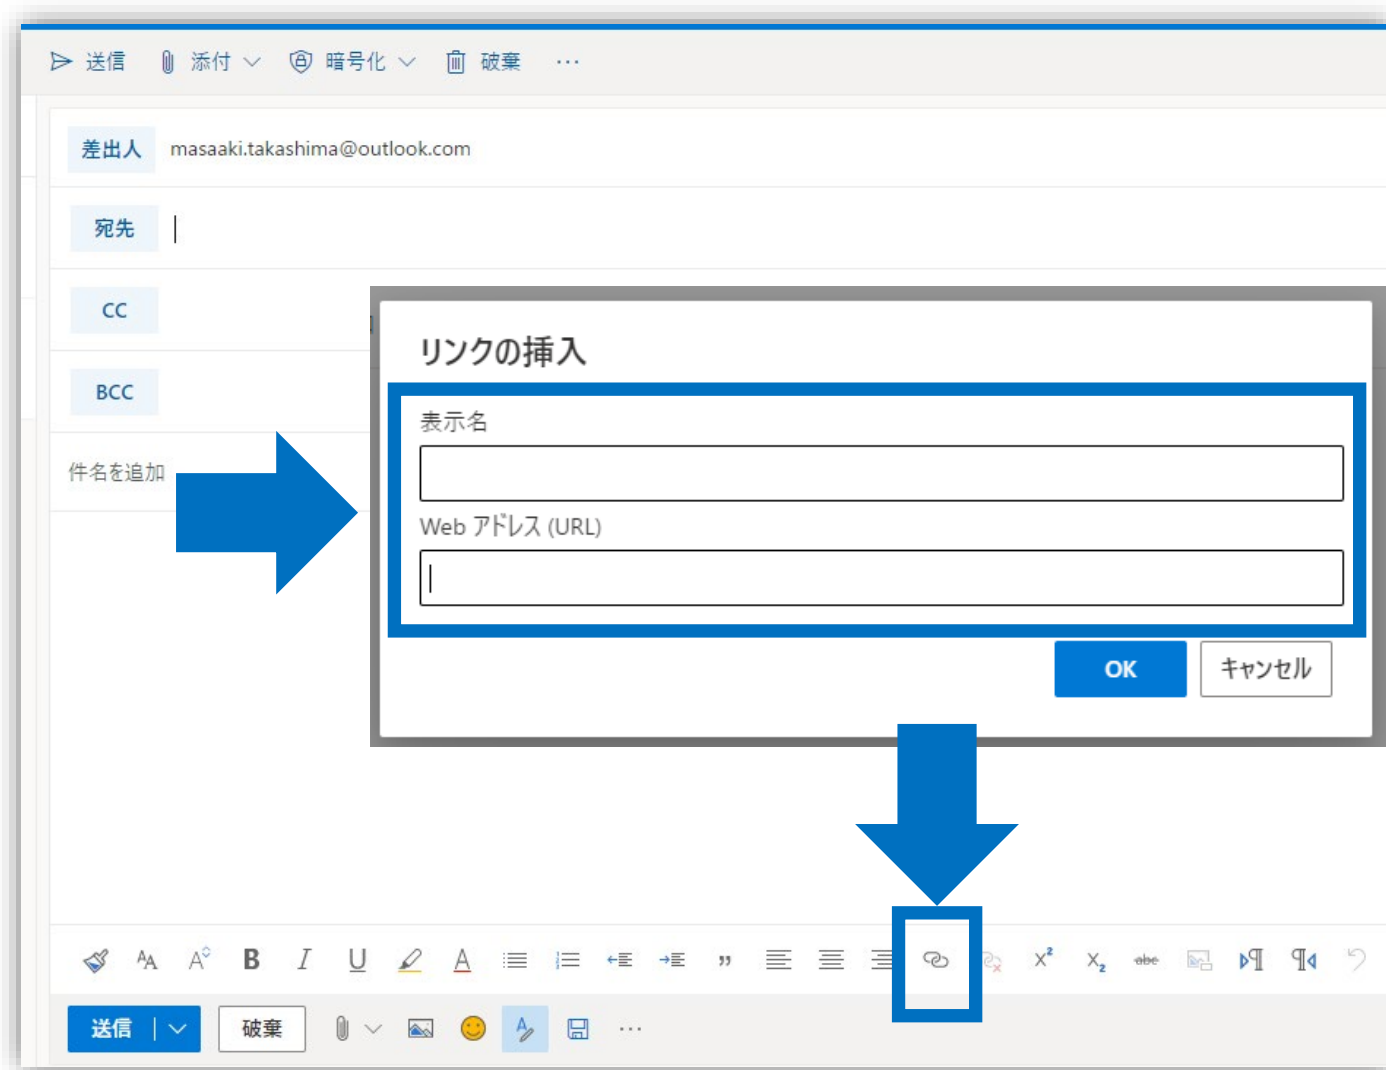 送信 添付 暗号化 破棄 …
差出人 masaaki.takashima@outlook.com
宛先
CC
BCC
件名を追加
リンクの挿入
表示名
Web アドレス (URL)
OK キャンセル
B I U A abc
送信 破棄 …